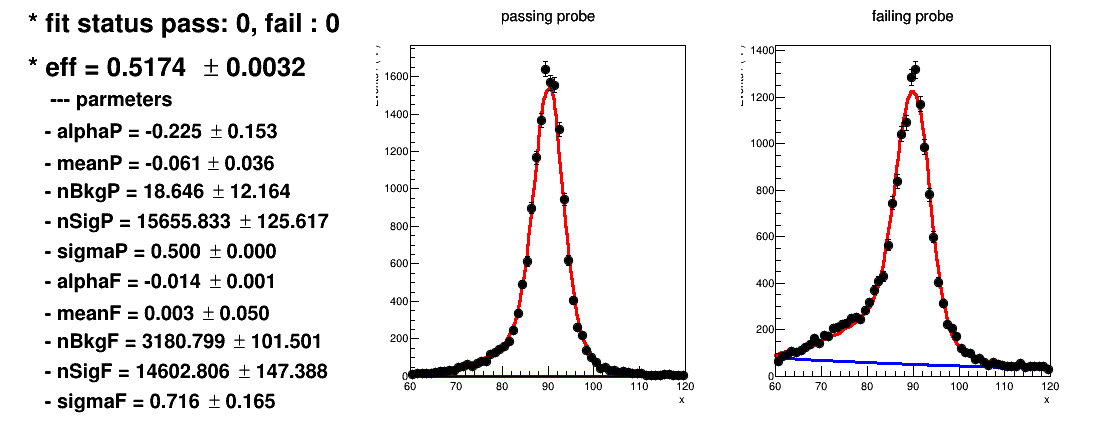 * fit status pass: 0, fail : 0
* eff = 0.5174 ± 0.0032
--- parmeters
- alphaP = -0.225 ± 0.153
- meanP = -0.061 ± 0.036
- nBkgP = 18.646 ± 12.164
- nSigP = 15655.833 ± 125.617
- sigmaP = 0.500 ± 0.000
- alphaF = -0.014 ± 0.001
- meanF = 0.003 ± 0.050
- nBkgF = 3180.799 ± 101.501
- nSigF = 14602.806 ± 147.388
- sigmaF = 0.716 ± 0.165
passing probe
1600
1400
1200
1000
800
600
400
200
0
60 70 80 90 100 110 120
x
failing probe
1400
1200
1000
800
600
400
200
0
60 70 80 90 100 110 120
x